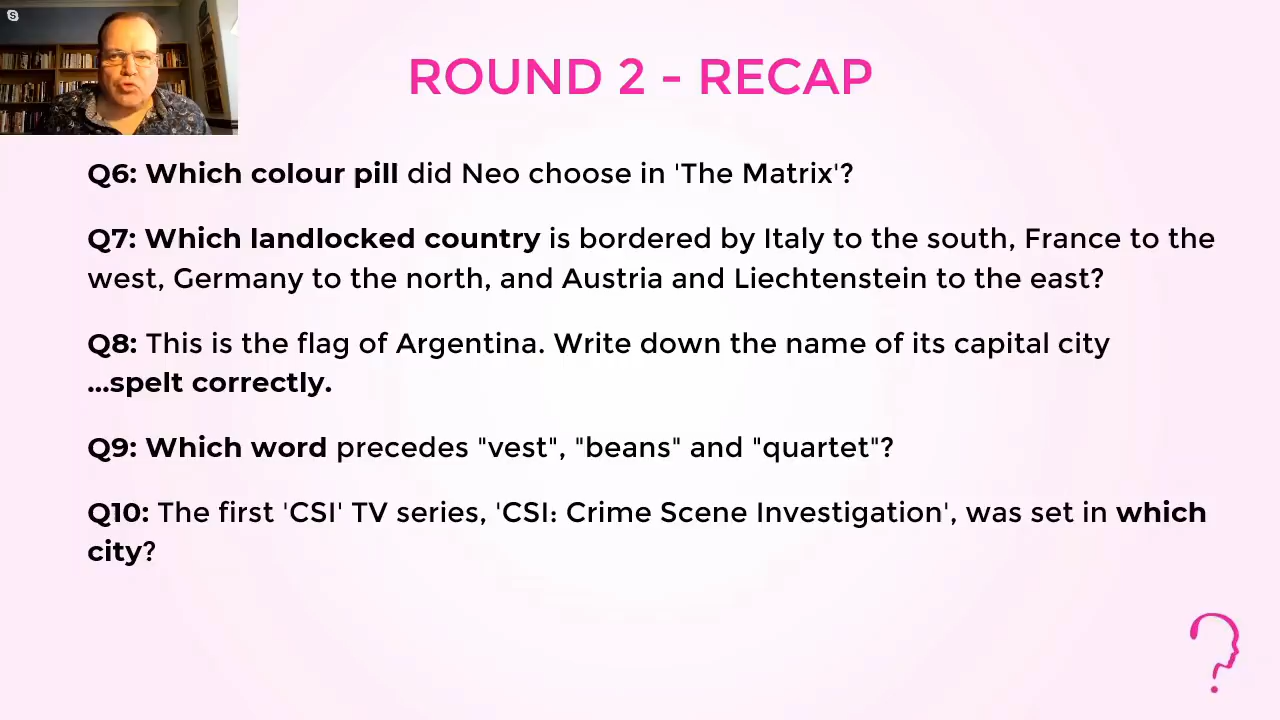 ROUND 2 - RECAP
Q6: Which colour pill did Neo choose in 'The Matrix'?
Q7: Which landlocked country is bordered by Italy to the south, France to the
west, Germany to the north, and Austria and Liechtenstein to the east?
Q8: This is the flag of Argentina. Write down the name of its capital city
...spelt correctly.
Q9: Which word precedes "vest", "beans" and "quartet"?
Q10: The first 'CSI' TV series, 'CSI: Crime Scene Investigation', was set in which
city?